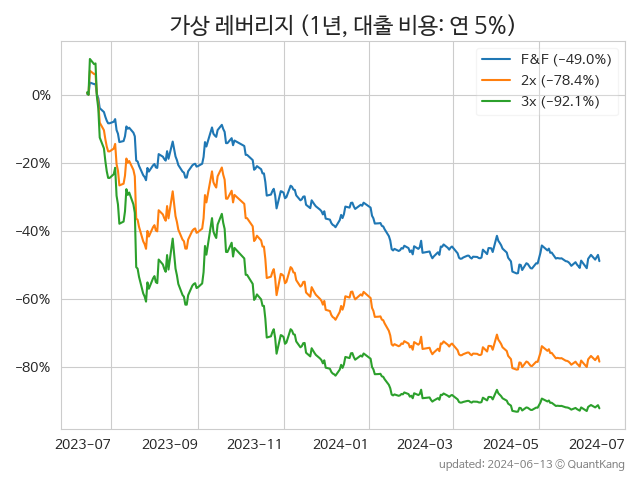 가상 레버리지 (1년, 대출 비용: 연 5%)
F&F (−49.0%)
2x (−78.4%)
3x (−92.1%)
0%
−20%
−40%
−60%
−80%
2023-07 2023-09 2023-11 2024-01 2024-03 2024-05 2024-07
updated: 2024-06-13 © QuantKang